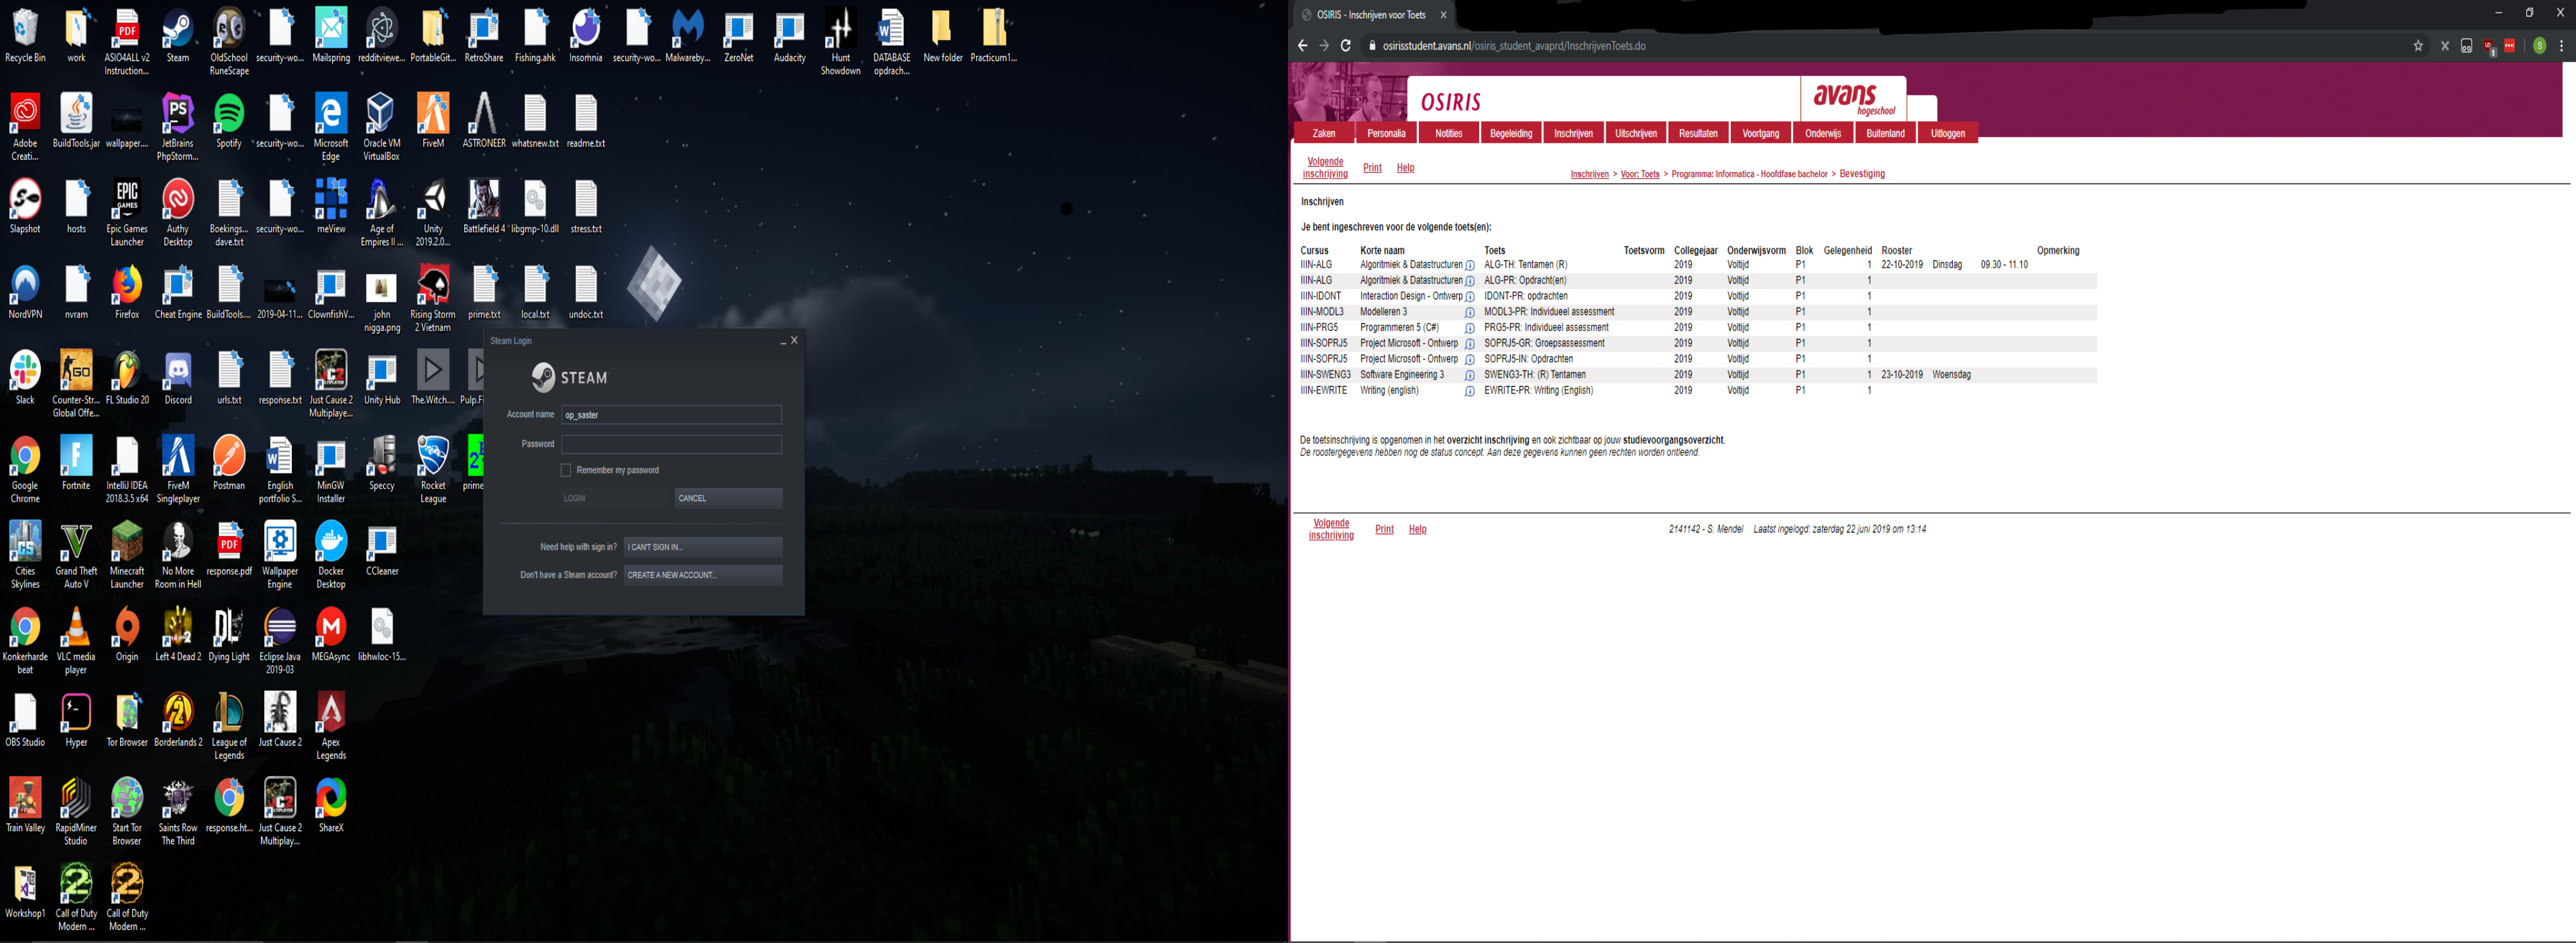 Recycle Bin
work
ASIO4ALL v2 Instruction...
Steam
OldSchool RuneScape
security-wo...
Mailspring
redditviewe...
PortableGit...
RetroShare
Fishing.ahk
Insomnia
security-wo...
Malwareby...
ZeroNet
Audacity
Hunt Showdown
DATABASE opdrach...
New folder
Practicum1...
Adobe Creati...
BuildTools.jar
wallpaper....
JetBrains PhpStorm...
Spotify
security-wo...
Microsoft Edge
Oracle VM VirtualBox
FiveM
ASTRONEER
whatsnew.txt
readme.txt
Slapshot
hosts
Epic Games Launcher
Authy Desktop
Boekings... dave.txt
security-wo...
meView
Age of Empires II ...
Unity 2019.2.0...
Battlefield 4
libgmp-10.dll
stress.txt
NordVPN
nvram
Firefox
Cheat Engine
BuildTools....
2019-04-11...
ClownfishV...
john nigga.png
Rising Storm 2 Vietnam
prime.txt
local.txt
undoc.txt
Slack
Counter-Str... Global Offe...
FL Studio 20
Discord
urls.txt
response.txt
Just Cause 2 Multiplaye...
Unity Hub
The.Witch....
Pulp.F
Google Chrome
Fortnite
IntelliJ IDEA 2018.3.5 x64
FiveM Singleplayer
Postman
English portfolio S...
MinGW Installer
Speccy
Rocket League
prime
Cities Skylines
Grand Theft Auto V
Minecraft Launcher
No More Room in Hell
response.pdf
Wallpaper Engine
Docker Desktop
CCleaner
Konkerharde beat
VLC media player
Origin
Left 4 Dead 2
Dying Light
Eclipse Java 2019-03
MEGAsync
libhwloc-15...
OBS Studio
Hyper
Tor Browser
Borderlands 2
League of Legends
Just Cause 2
Apex Legends
Train Valley
RapidMiner Studio
Start Tor Browser
Saints Row The Third
response.ht...
Just Cause 2 Multiplay...
ShareX
Workshop1
Call of Duty Modern ...
Call of Duty Modern ...
Steam Login
STEAM
Account name op_saster
Password
Remember my password
LOGIN CANCEL
Need help with sign in? I CAN'T SIGN IN...
Don't have a Steam account? CREATE A NEW ACCOUNT...
OSIRIS - Inschrijven voor Toets
osirisstudent.avans.nl/osiris_student_avaprd/InschrijvenToets.do
OSIRIS
avans hogeschool
Zaken Personalia Notities Begeleiding Inschrijven Uitschrijven Resultaten Voortgang Onderwijs Buitenland Uitloggen
Volgende inschrijving Print Help
Inschrijven > Voor: Toets > Programma: Informatica - Hoofdfase bachelor > Bevestiging
Inschrijven
Je bent ingeschreven voor de volgende toets(en):
Cursus Korte naam Toets Toetsvorm Collegejaar Onderwijsvorm Blok Gelegenheid Rooster Opmerking
IIIN-ALG Algoritmiek & Datastructuren ALG-TH: Tentamen (R) 2019 Voltijd P1 1 22-10-2019 Dinsdag 09.30 - 11.10
IIIN-ALG Algoritmiek & Datastructuren ALG-PR: Opdracht(en) 2019 Voltijd P1 1
IIIN-IDONT Interaction Design - Ontwerp IDONT-PR: opdrachten 2019 Voltijd P1 1
IIIN-MODL3 Modelleren 3 MODL3-PR: Individueel assessment 2019 Voltijd P1 1
IIIN-PRG5 Programmeren 5 (C#) PRG5-PR: Individueel assessment 2019 Voltijd P1 1
IIIN-SOPRJ5 Project Microsoft - Ontwerp SOPRJ5-GR: Groepsassessment 2019 Voltijd P1 1
IIIN-SOPRJ5 Project Microsoft - Ontwerp SOPRJ5-IN: Opdrachten 2019 Voltijd P1 1
IIIN-SWENG3 Software Engineering 3 SWENG3-TH: (R) Tentamen 2019 Voltijd P1 1 23-10-2019 Woensdag
IIIN-EWRITE Writing (english) EWRITE-PR: Writing (English) 2019 Voltijd P1 1
De toetsinschrijving is opgenomen in het overzicht inschrijving en ook zichtbaar op jouw studievoorgangsoverzicht.
De roostergegevens hebben nog de status concept. Aan deze gegevens kunnen geen rechten worden ontleend.
Volgende inschrijving Print Help
2141142 - S. Mendel Laatst ingelogd: zaterdag 22 juni 2019 om 13:14